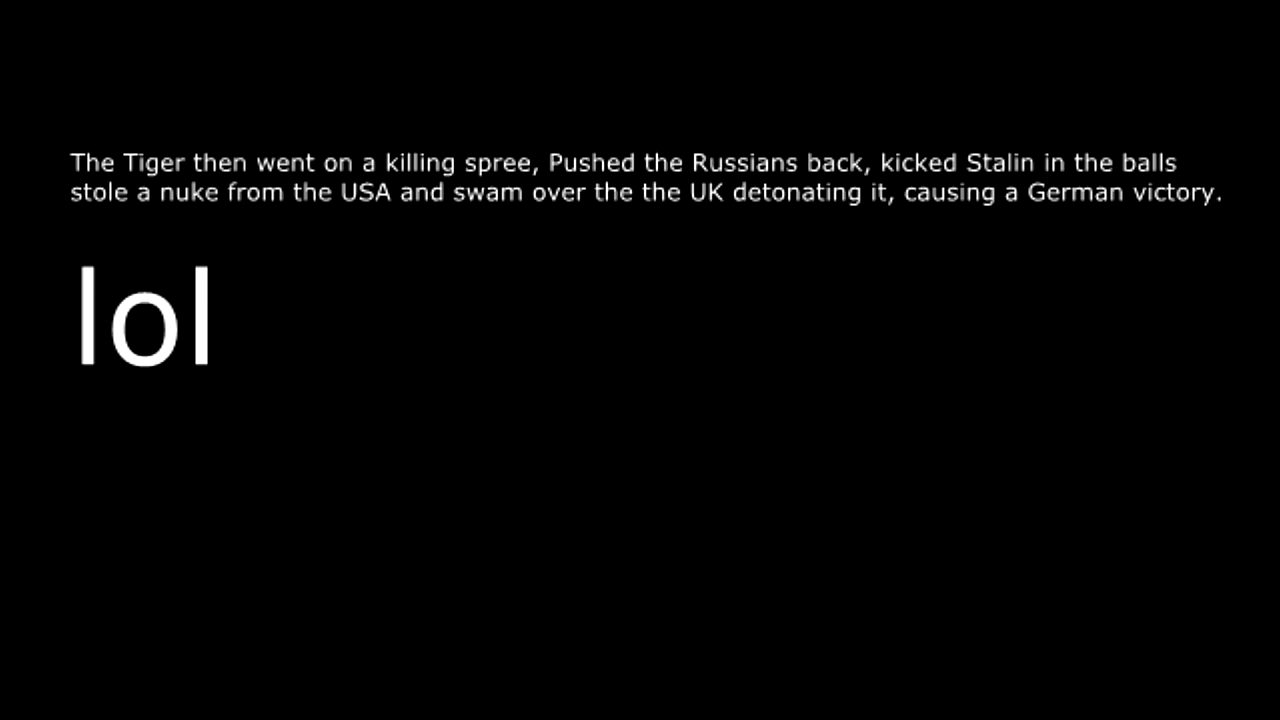 The Tiger then went on a killing spree, Pushed the Russians back, kicked Stalin in the balls
stole a nuke from the USA and swam over the the UK detonating it, causing a German victory.
lol